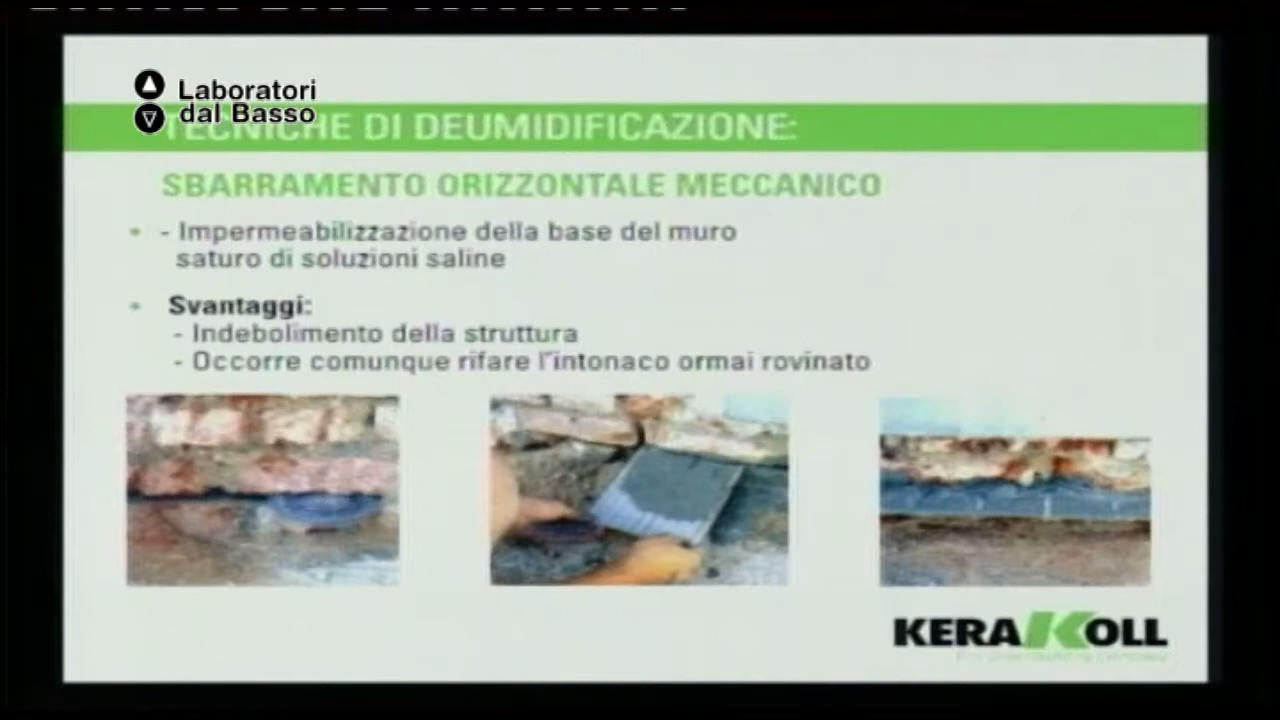 Laboratori
dal Basso
TECNICHE DI DEUMIDIFICAZIONE:
SBARRAMENTO ORIZZONTALE MECCANICO
- Impermeabilizzazione della base del muro
saturo di soluzioni saline
Svantaggi:
- Indebolimento della struttura
- Occorre comunque rifare l'intonaco ormai rovinato
KERAKOLL